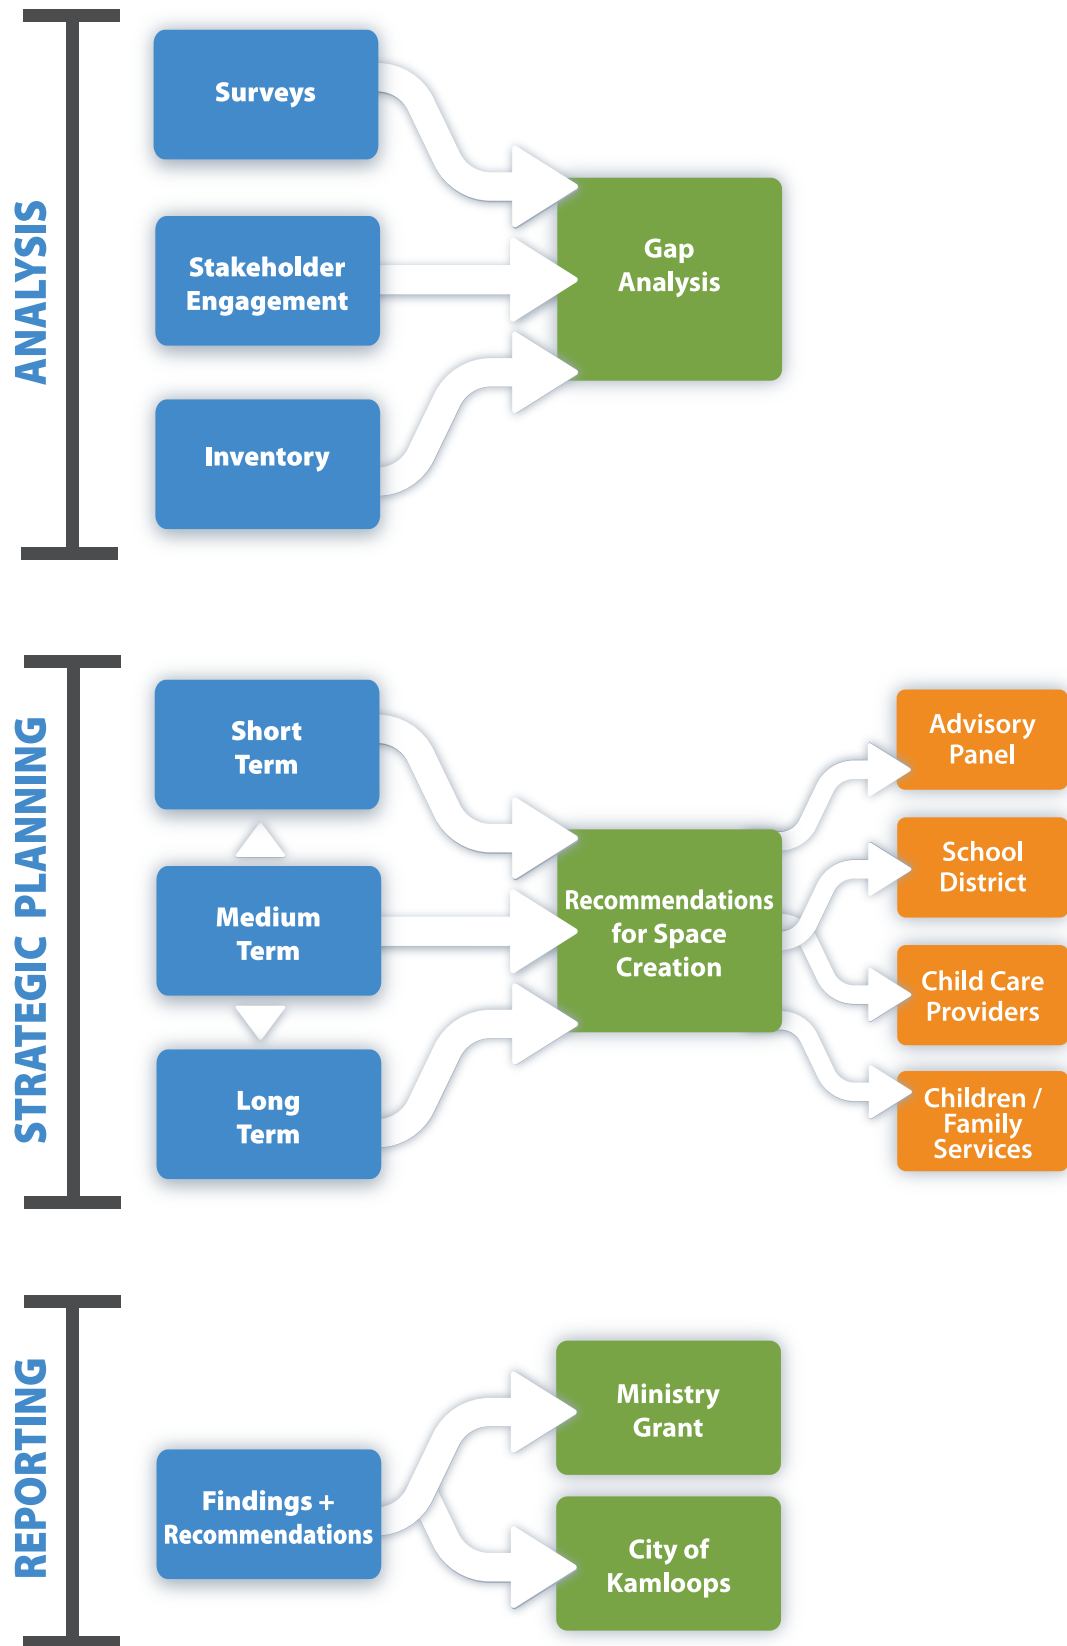 ANALYSIS
Surveys
Stakeholder
Engagement
Inventory
Gap
Analysis
STRATEGIC PLANNING
Short
Term
Medium
Term
Long
Term
Recommendations
for Space
Creation
Advisory
Panel
School
District
Child Care
Providers
Children /
Family
Services
REPORTING
Findings +
Recommendations
Ministry
Grant
City of
Kamloops